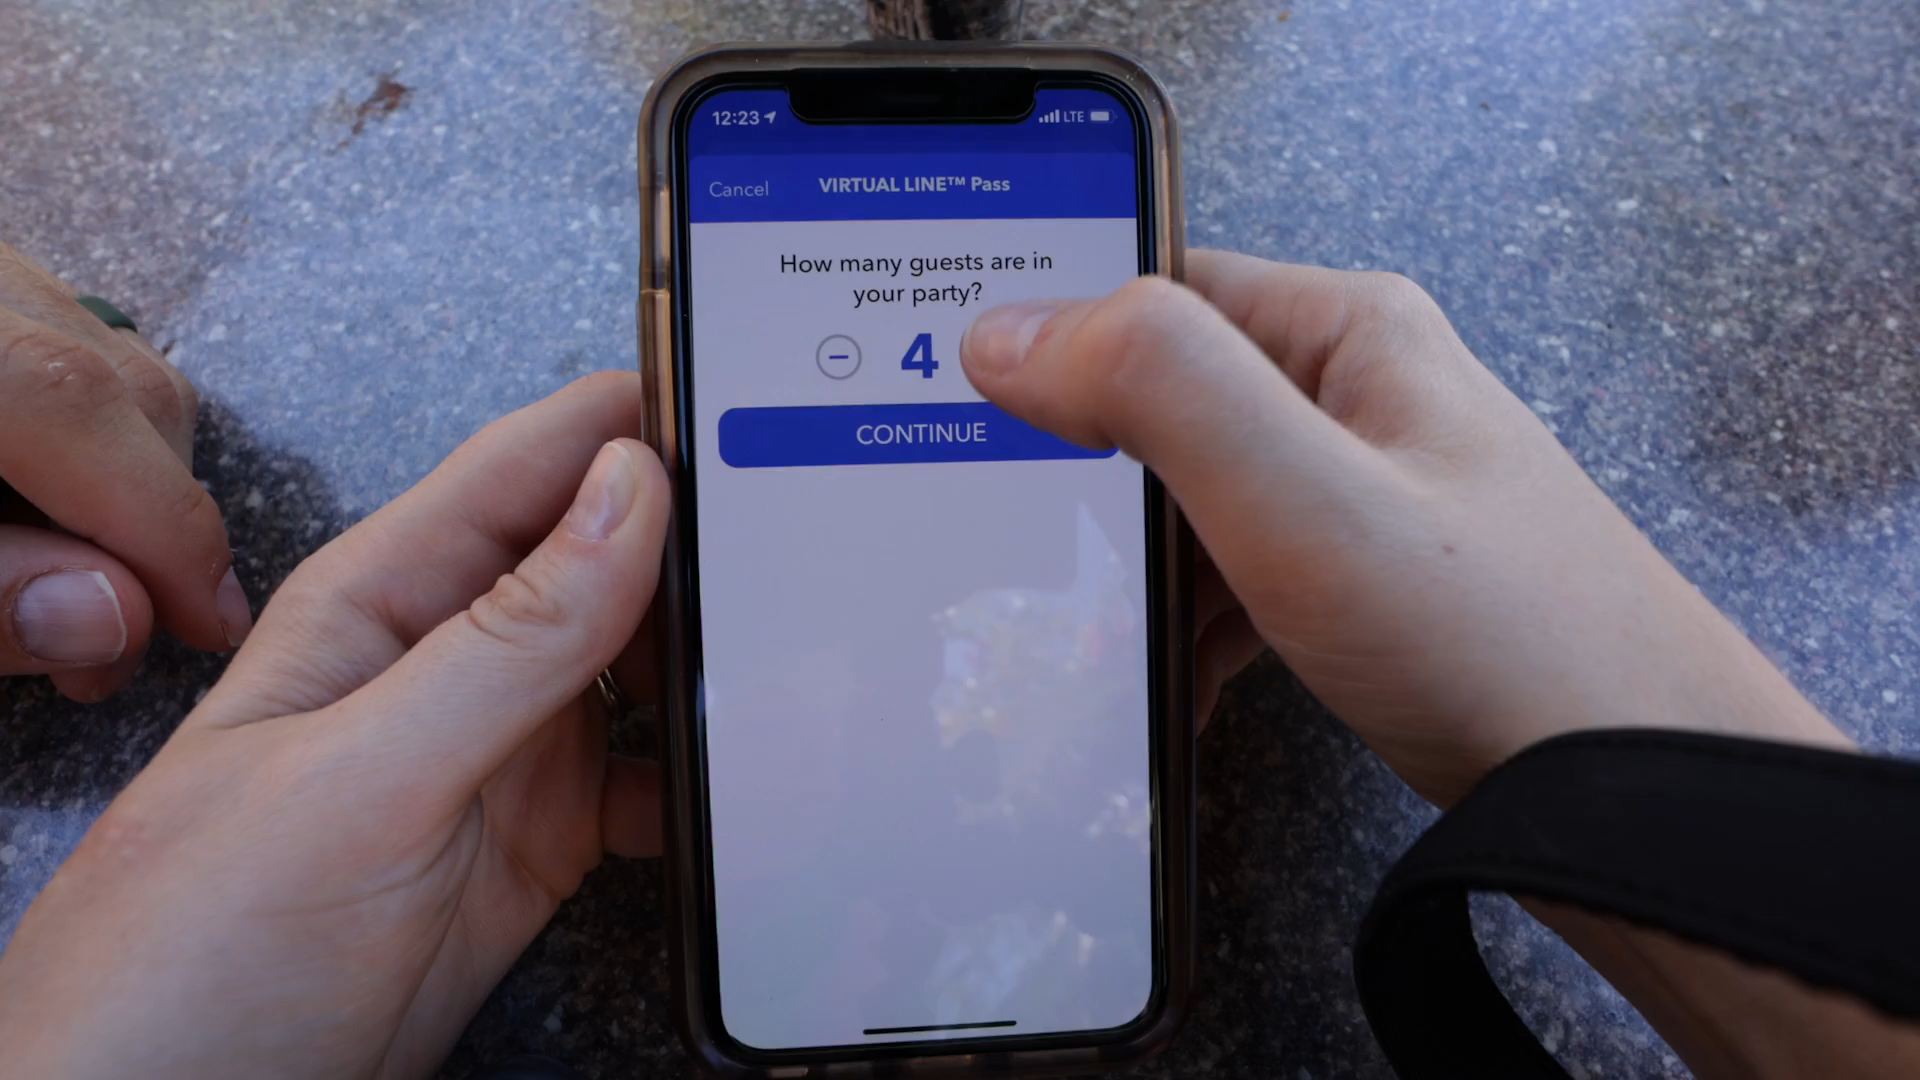 12:23 LTE
Cancel VIRTUAL LINE™ Pass
How many guests are in
your party?
4
CONTINUE